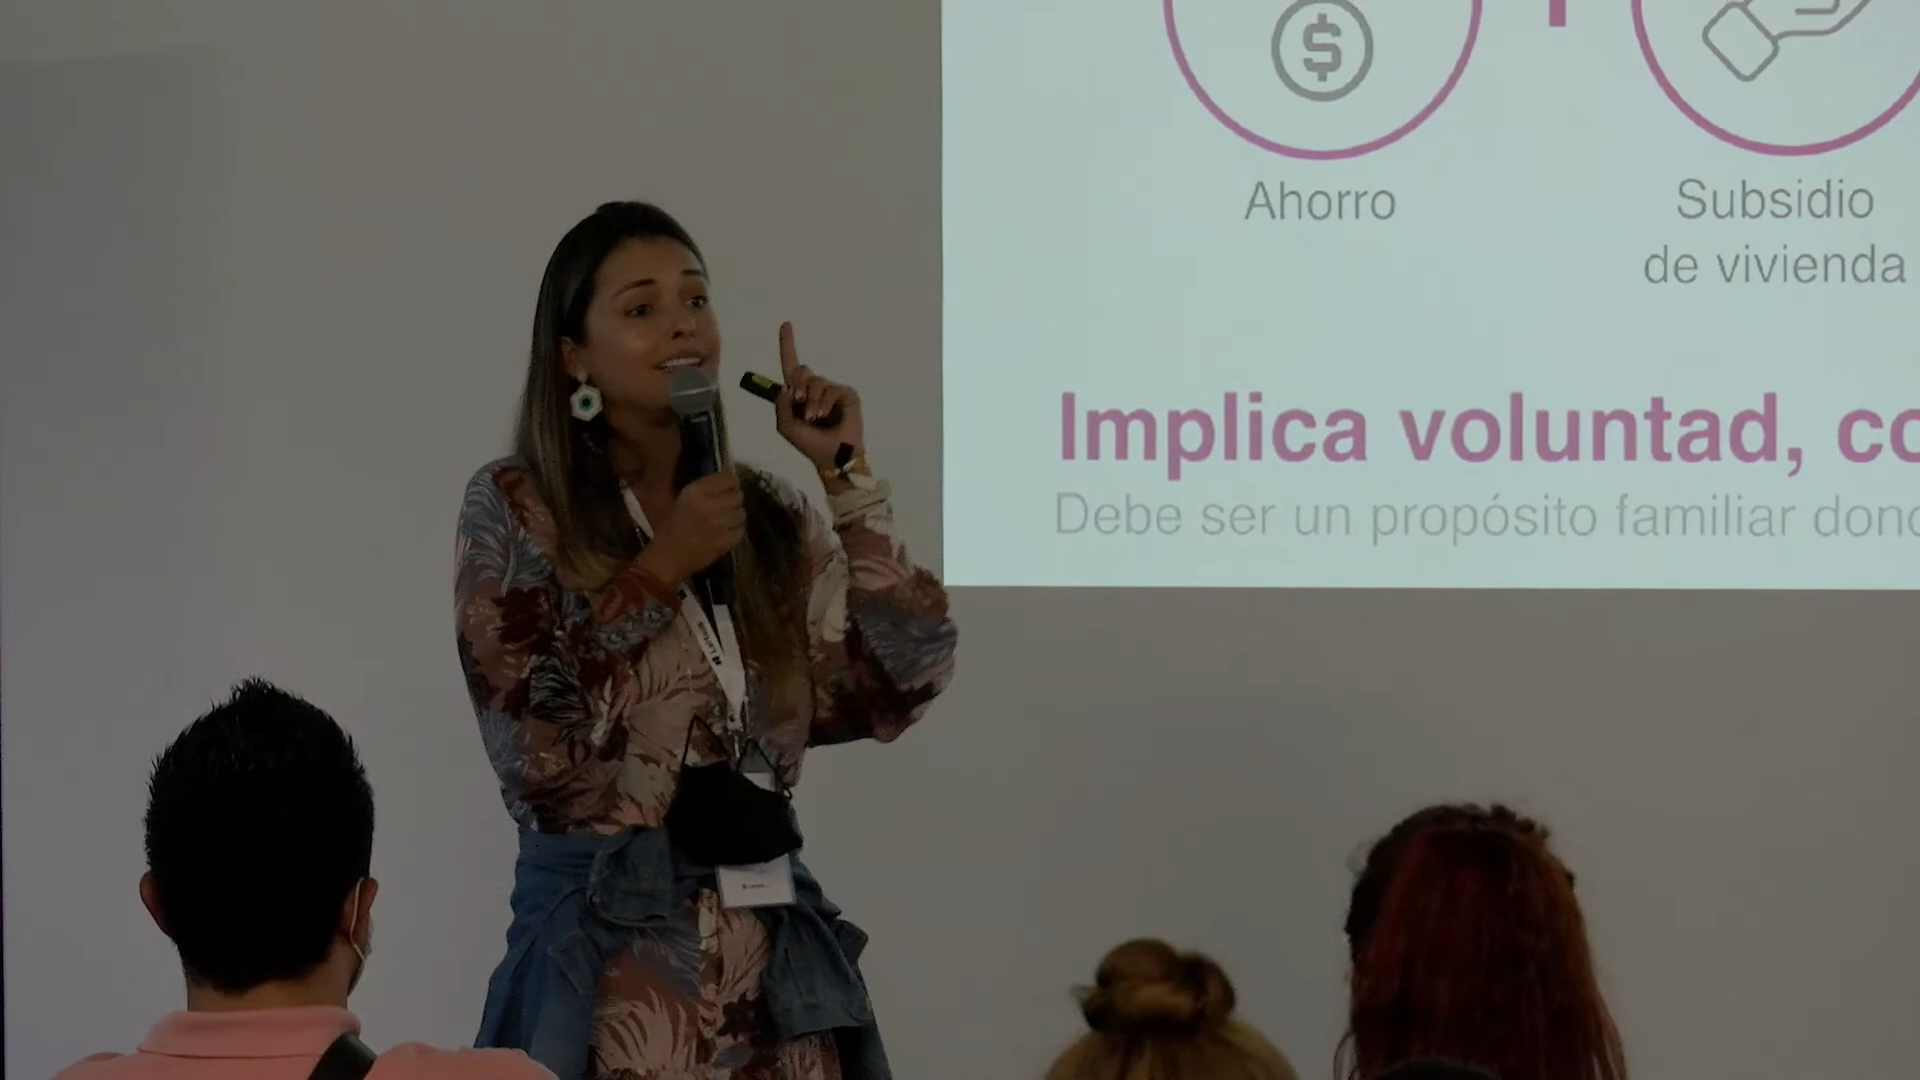 $
Ahorro
Subsidio
de vivienda
Implica voluntad, co
Debe ser un propósito familiar dond